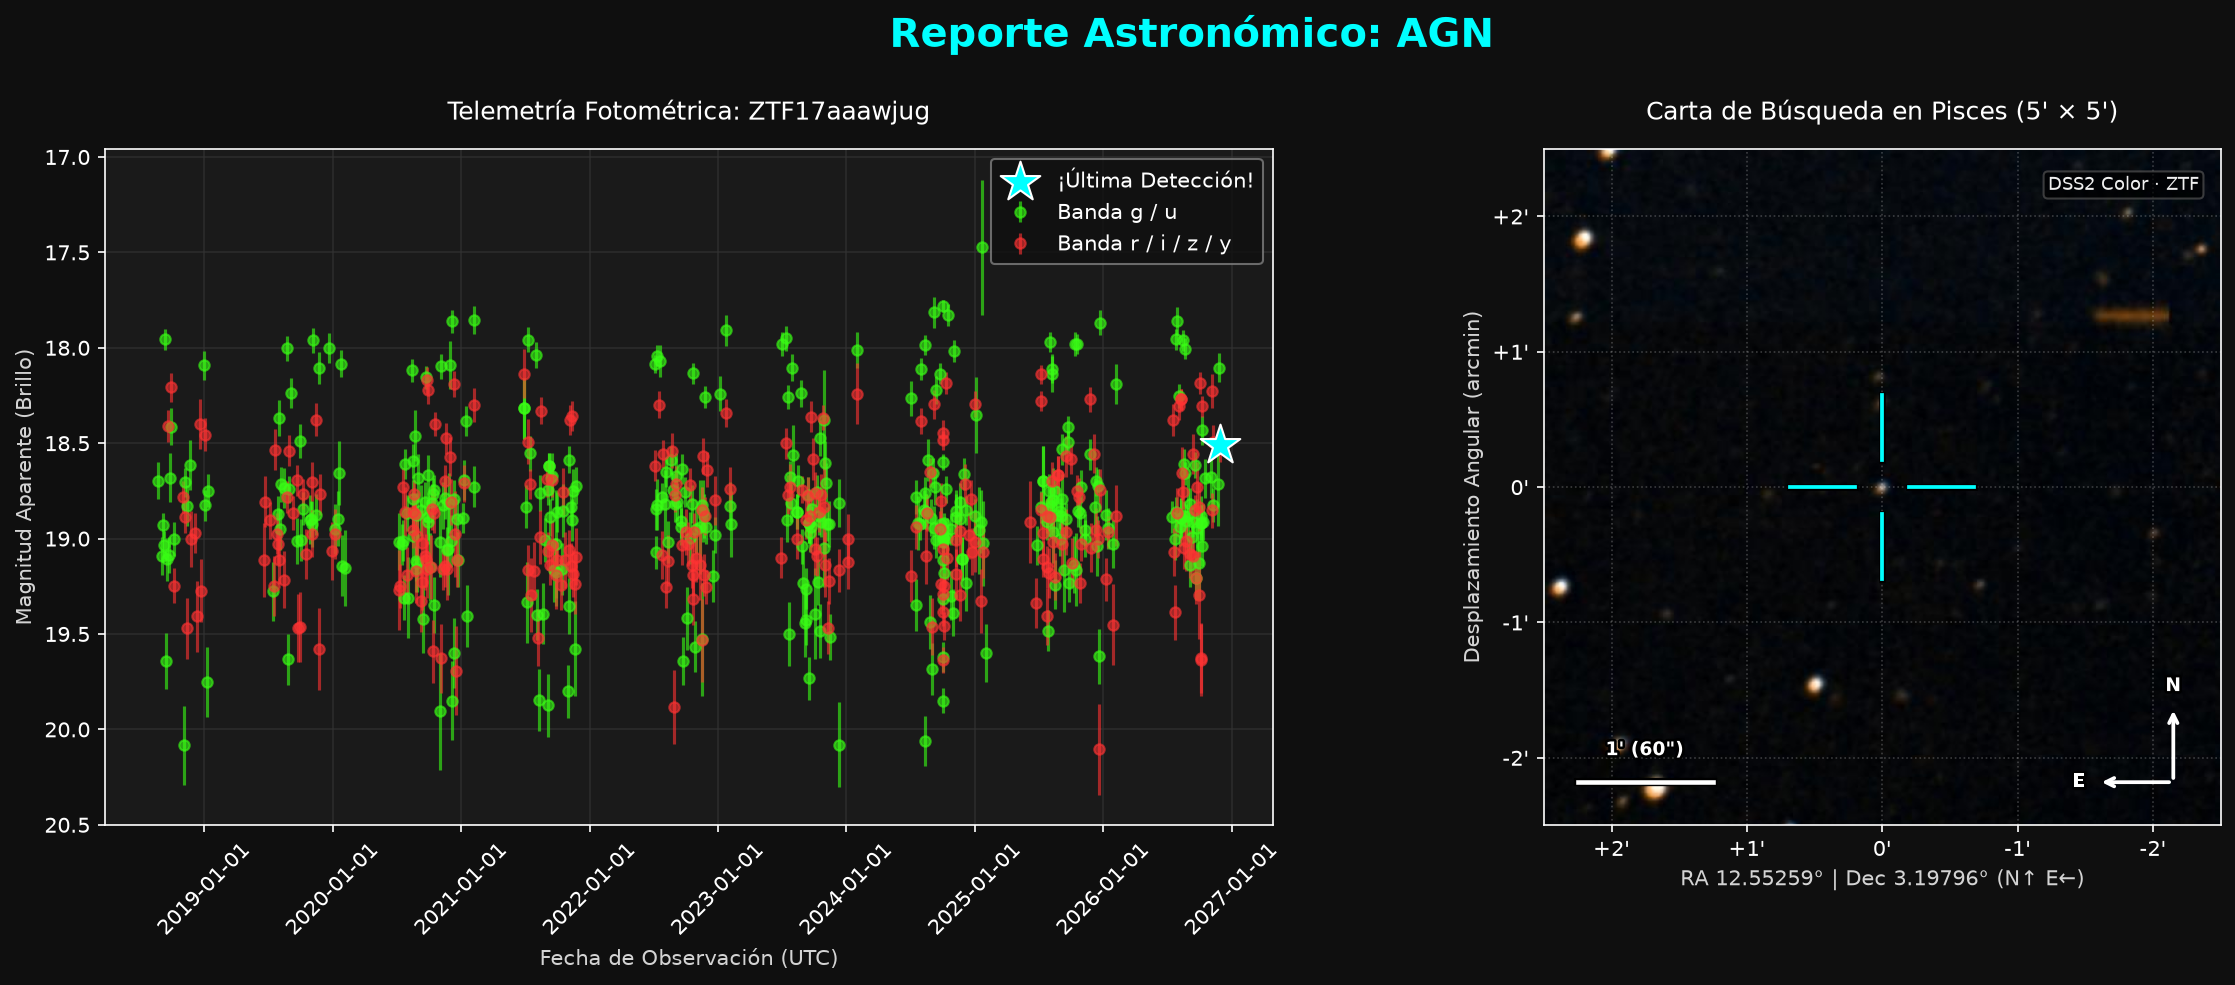 Reporte Astronómico: AGN
Telemetría Fotométrica: ZTF17aaawjug
Magnitud Aparente (Brillo)
17.0
17.5
18.0
18.5
19.0
19.5
20.0
20.5
¡Última Detección!
Banda g / u
Banda r / i / z / y
2019-01-01
2020-01-01
2021-01-01
2022-01-01
2023-01-01
2024-01-01
2025-01-01
2026-01-01
2027-01-01
Fecha de Observación (UTC)
Carta de Búsqueda en Pisces (5' × 5')
Desplazamiento Angular (arcmin)
+2'
+1'
0'
-1'
-2'
DSS2 Color · ZTF
N
E
1' (60")
+2'
+1'
0'
-1'
-2'
RA 12.55259° | Dec 3.19796° (N↑ E←)